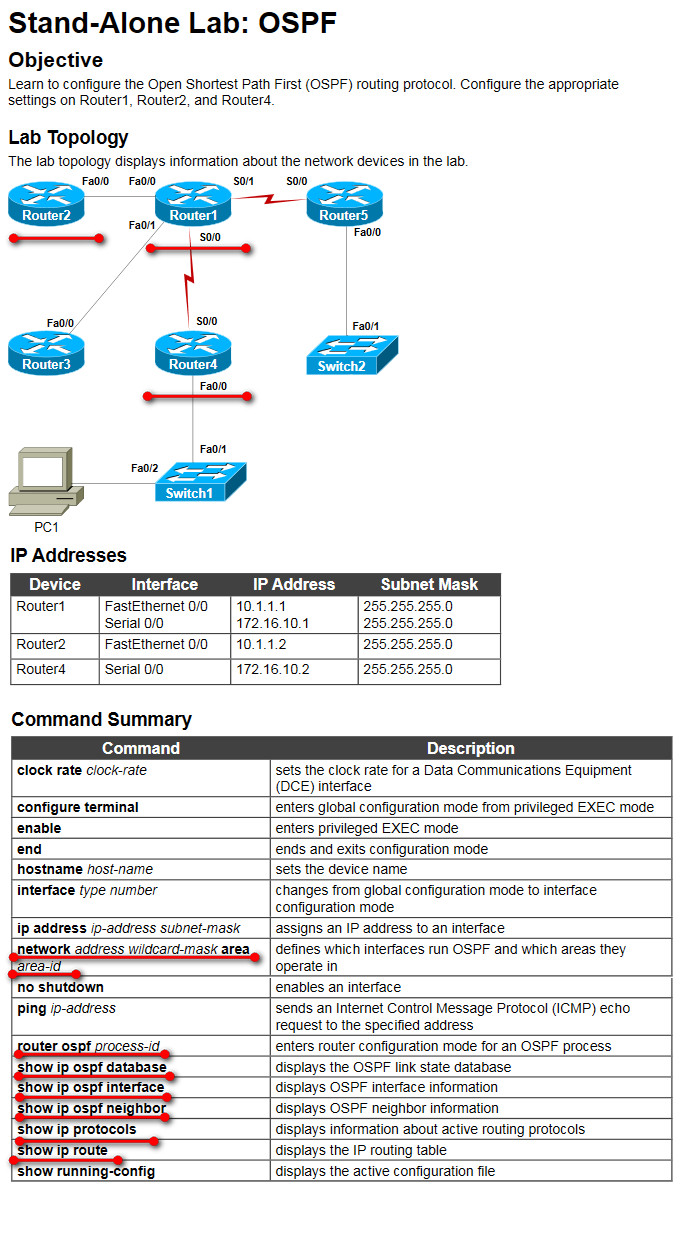 Stand-Alone Lab: OSPF
Objective
Learn to configure the Open Shortest Path First (OSPF) routing protocol. Configure the appropriate
settings on Router1, Router2, and Router4.
Lab Topology
The lab topology displays information about the network devices in the lab.
Fa0/0 Fa0/0 S0/1 S0/0
Router2 Router1 Router5
Fa0/1 S0/0 Fa0/0
Fa0/0 S0/0 Fa0/1
Router3 Router4 Switch2
Fa0/0
Fa0/1
Fa0/2
Switch1
PC1
IP Addresses
Device Interface IP Address Subnet Mask
Router1 FastEthernet 0/0 10.1.1.1 255.255.255.0
Serial 0/0 172.16.10.1 255.255.255.0
Router2 FastEthernet 0/0 10.1.1.2 255.255.255.0
Router4 Serial 0/0 172.16.10.2 255.255.255.0
Command Summary
Command Description
clock rate clock-rate sets the clock rate for a Data Communications Equipment
(DCE) interface
configure terminal enters global configuration mode from privileged EXEC mode
enable enters privileged EXEC mode
end ends and exits configuration mode
hostname host-name sets the device name
interface type number changes from global configuration mode to interface
configuration mode
ip address ip-address subnet-mask assigns an IP address to an interface
network address wildcard-mask area defines which interfaces run OSPF and which areas they
area-id operate in
no shutdown enables an interface
ping ip-address sends an Internet Control Message Protocol (ICMP) echo
request to the specified address
router ospf process-id enters router configuration mode for an OSPF process
show ip ospf database displays the OSPF link state database
show ip ospf interface displays OSPF interface information
show ip ospf neighbor displays OSPF neighbor information
show ip protocols displays information about active routing protocols
show ip route displays the IP routing table
show running-config displays the active configuration file